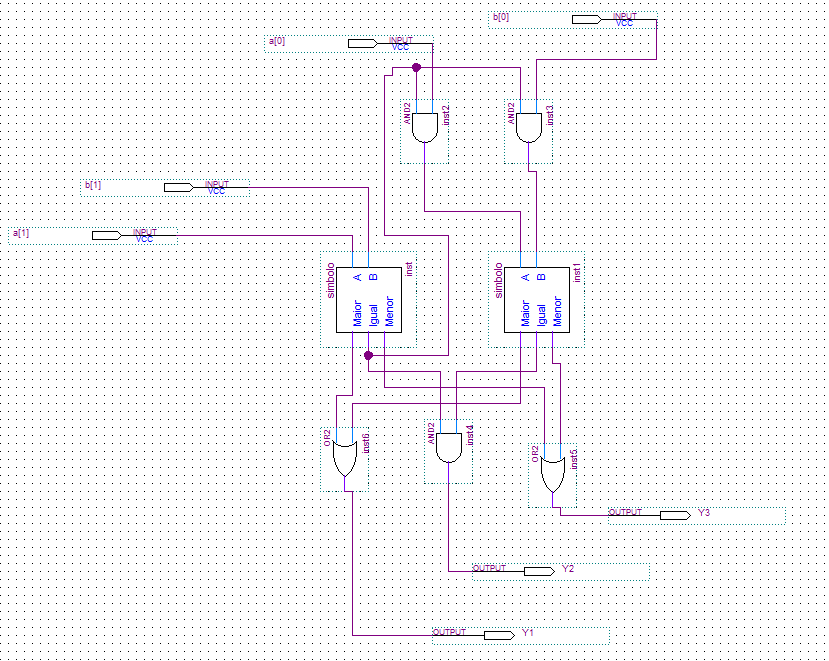 b[0]
INPUT
VCC
a[0]
INPUT
VCC
AND2
inst2
AND2
inst3
b[1]
INPUT
VCC
a[1]
INPUT
VCC
simbolo
A
B
inst
Maior
Igual
Menor
simbolo
A
B
inst1
Maior
Igual
Menor
OR2
inst6
AND2
inst4
OR2
inst5
OUTPUT
Y3
OUTPUT
Y2
OUTPUT
Y1